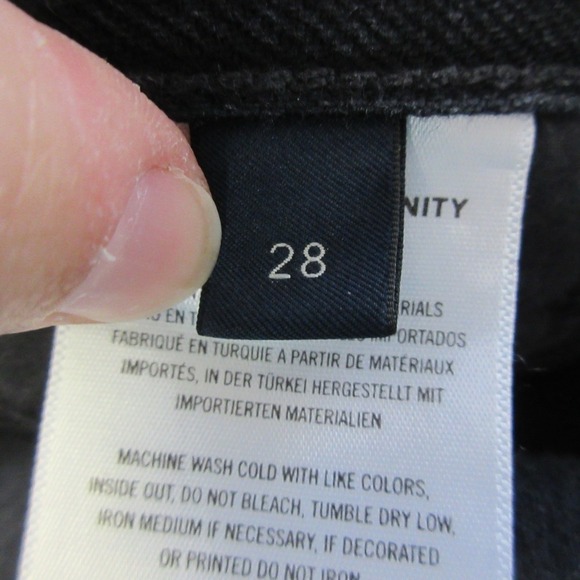 NITY
28
RIALS
EN T
PORTADOS
FABRIQUÉ EN TURQUIE A PARTIR DE MATÉRIAUX
IMPORTÉS, IN DER TÜRKEI HERGESTELLT MIT
IMPORTIERTEN MATERIALIEN
MACHINE WASH COLD WITH LIKE COLORS,
INSIDE OUT, DO NOT BLEACH, TUMBLE DRY LOW,
IRON MEDIUM IF NECESSARY, IF DECORATED
OR PRINTED DO NOT IRON